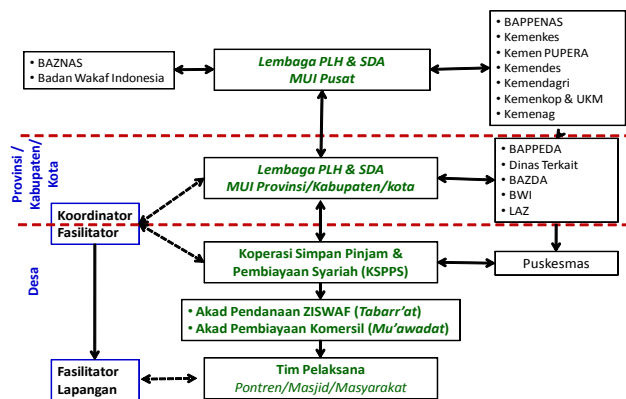 • BAZNAS
• Badan Wakaf Indonesia
Lembaga PLH & SDA
MUI Pusat
• BAPPENAS
• Kemenkes
• Kemen PUPERA
• Kemendes
• Kemendagri
• Kemenkop & UKM
• Kemenag
Provinsi /
Kabupaten/
Kota
Lembaga PLH & SDA
MUI Provinsi/Kabupaten/kota
• BAPPEDA
• Dinas Terkait
• BAZDA
• BWI
• LAZ
Koordinator
Fasilitator
Desa
Koperasi Simpan Pinjam &
Pembiayaan Syariah (KSPPS)
Puskesmas
• Akad Pendanaan ZISWAF (Tabarr'at)
• Akad Pembiayaan Komersil (Mu'awadat)
Fasilitator
Lapangan
Tim Pelaksana
Pontren/Masjid/Masyarakat